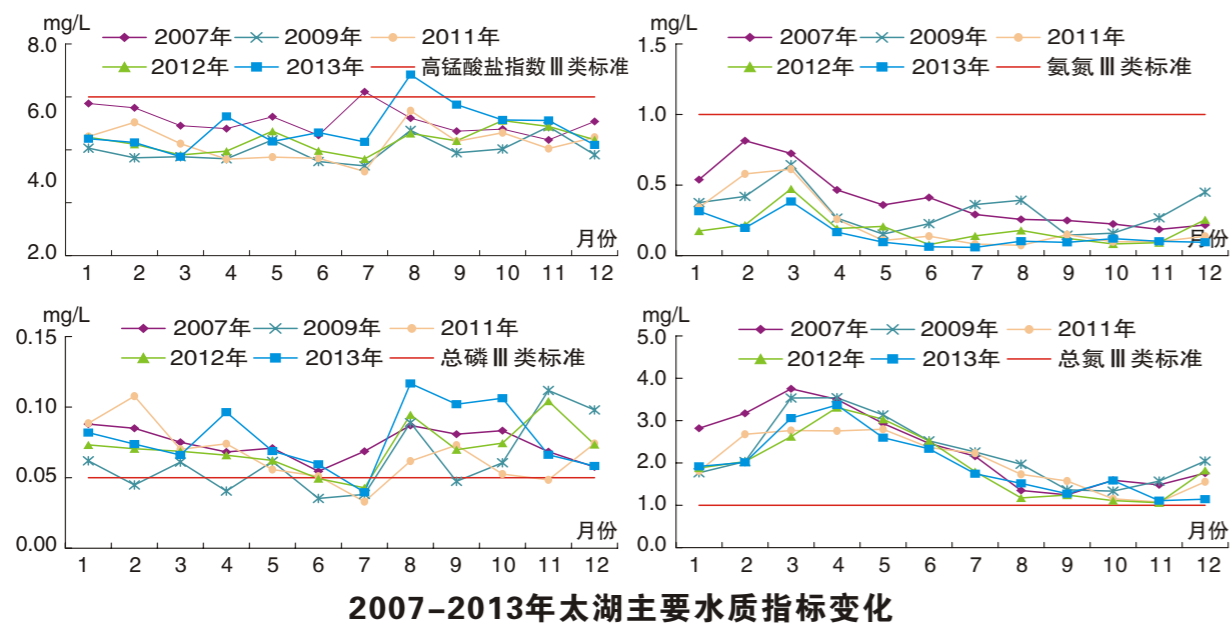 mg/L
2007年 2009年 2011年
8.0
2012年 2013年 高锰酸盐指数Ⅲ类标准
6.0
4.0
月份
2.0
1 2 3 4 5 6 7 8 9 10 11 12
mg/L
2007年 2009年 2011年
1.5
2012年 2013年 氨氮Ⅲ类标准
1.0
0.5
月份
0.0
1 2 3 4 5 6 7 8 9 10 11 12
mg/L
2007年 2009年 2011年
0.15
2012年 2013年 总磷Ⅲ类标准
0.10
0.05
月份
0.00
1 2 3 4 5 6 7 8 9 10 11 12
mg/L
2007年 2009年 2011年
5.0
2012年 2013年 总氮Ⅲ类标准
4.0
3.0
2.0
1.0
月份
0.0
1 2 3 4 5 6 7 8 9 10 11 12
2007-2013年太湖主要水质指标变化